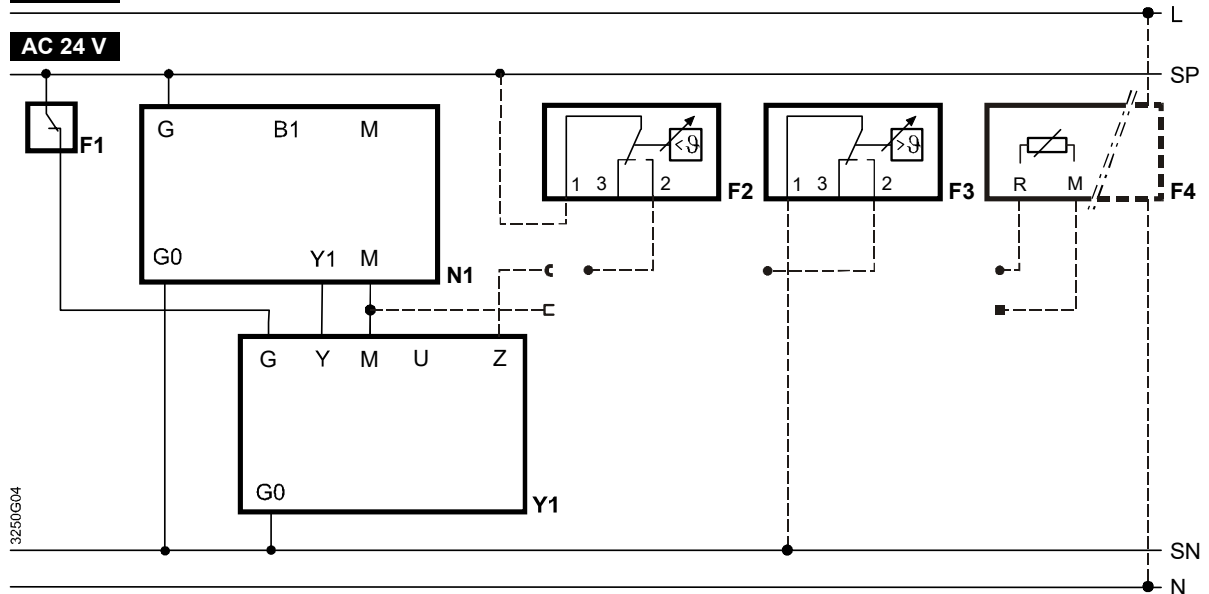 L
AC 24 V
SP
F1
G B1 M
G0 Y1 M
N1
<ϑ
1 3 2
F2
>ϑ
1 3 2
F3
R M
F4
G Y M U Z
G0
Y1
3250G04
SN
N